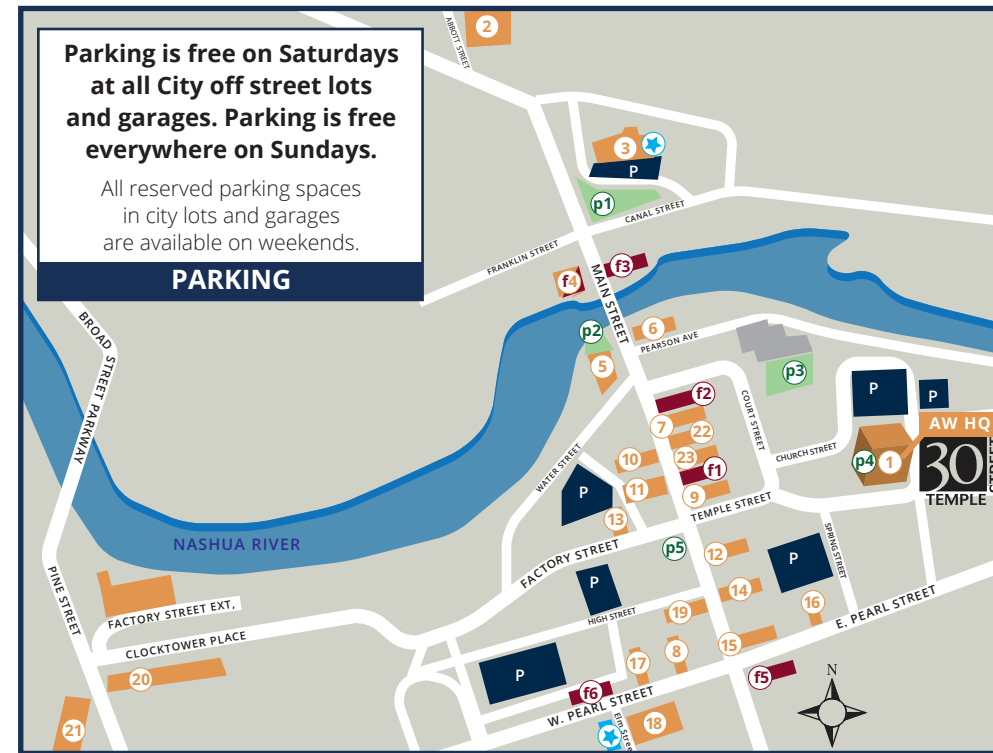 Parking is free on Saturdays
at all City off street lots
and garages. Parking is free
everywhere on Sundays.
All reserved parking spaces
in city lots and garages
are available on weekends.
PARKING
ABBOTT STREET
2
3
P
p1
CANAL STREET
FRANKLIN STREET
f4
f3
MAIN STREET
p2
6
PEARSON AVE
5
p3
BROAD STREET PARKWAY
f2
7
22
COURT STREET
P
P
AW HQ
10
23
f1
CHURCH STREET
p4
1
30
TEMPLE
STREET
WATER STREET
P
11
9
TEMPLE STREET
13
NASHUA RIVER
FACTORY STREET
p5
12
P
SPRING STREET
PINE STREET
P
14
16
E. PEARL STREET
FACTORY STREET EXT,
HIGH STREET
19
CLOCKTOWER PLACE
15
8
17
20
P
f6
f5
N
W. PEARL STREET
21
Elm Stree
18